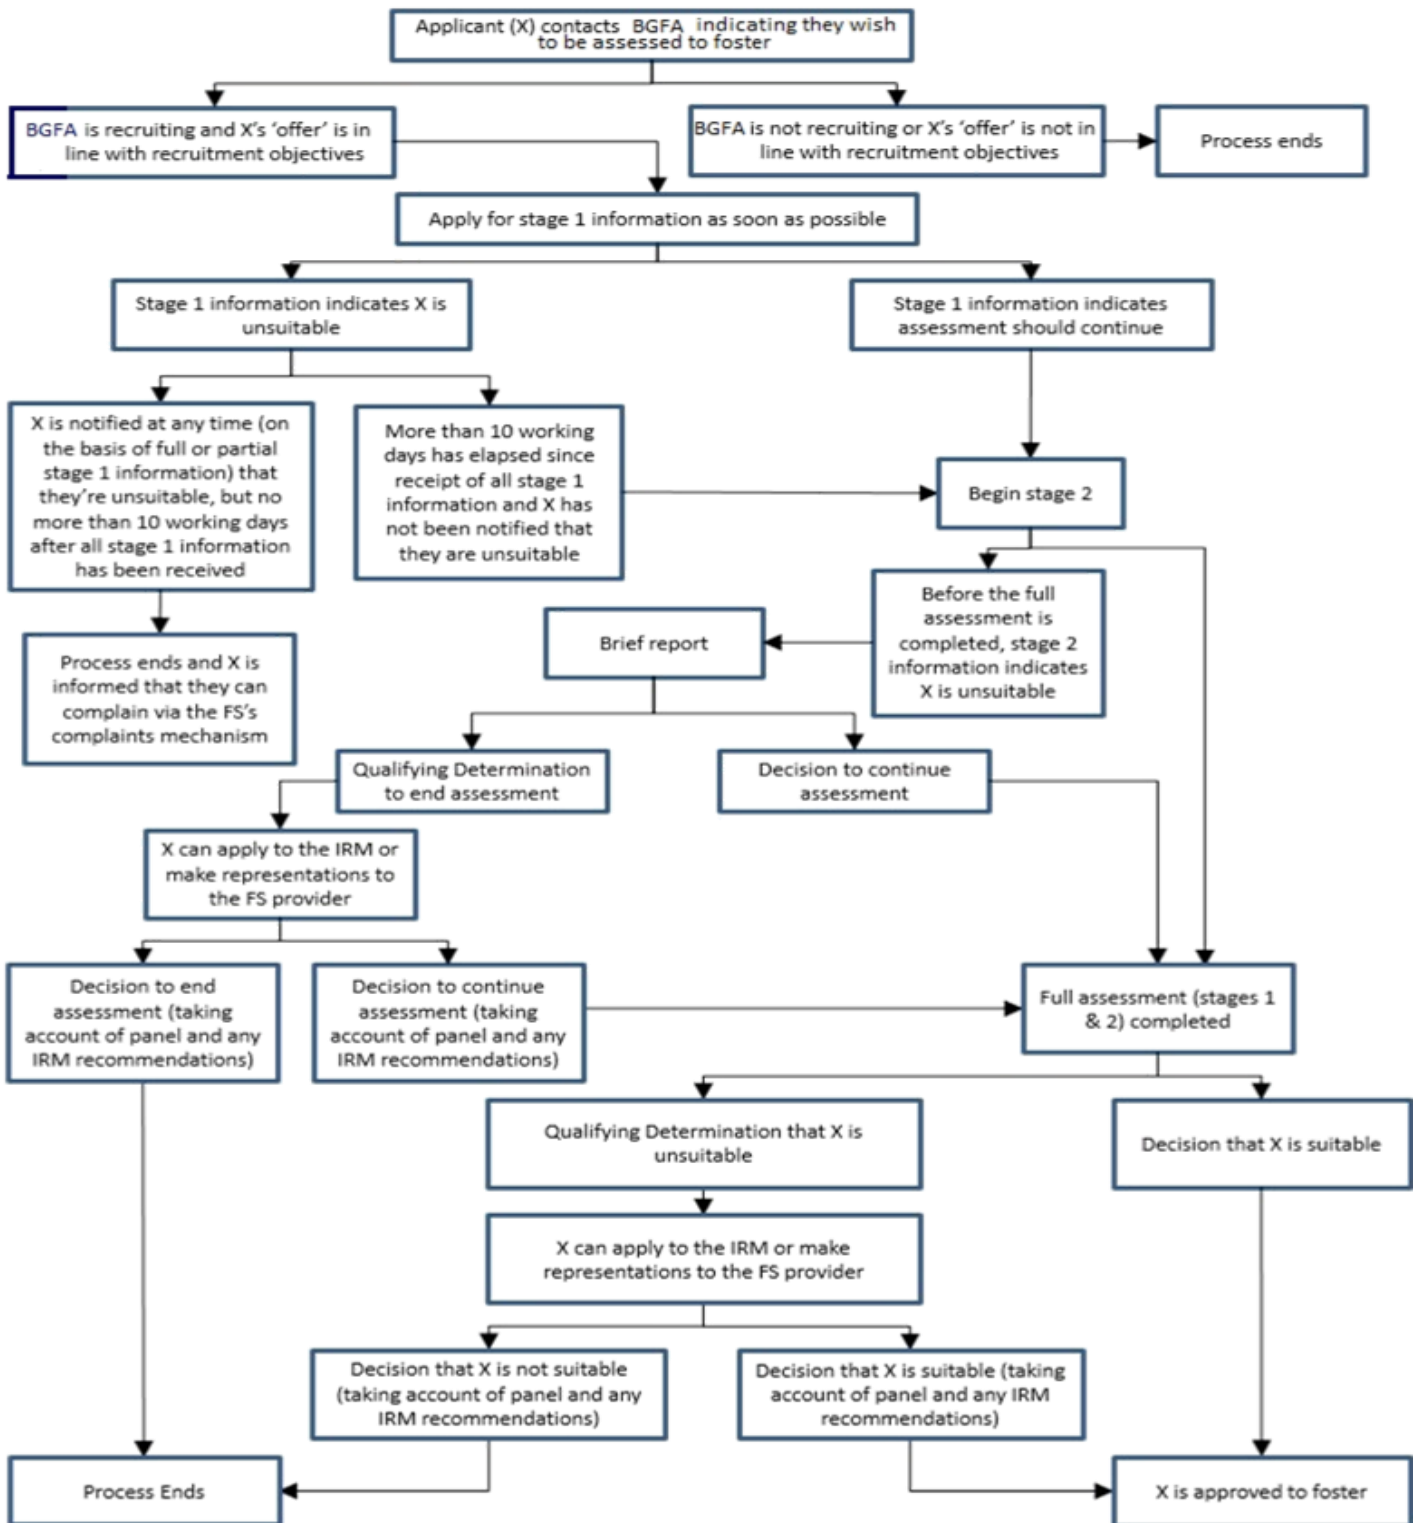 Applicant (X) contacts BGFA indicating they wish
to be assessed to foster
BGFA is recruiting and X's 'offer' is in
line with recruitment objectives
BGFA is not recruiting or X's 'offer' is not in
line with recruitment objectives
Process ends
Apply for stage 1 information as soon as possible
Stage 1 information indicates X is
unsuitable
Stage 1 information indicates
assessment should continue
X is notified at any time (on
the basis of full or partial
stage 1 information) that
they're unsuitable, but no
more than 10 working days
after all stage 1 information
has been received
More than 10 working
days has elapsed since
receipt of all stage 1
information and X has
not been notified that
they are unsuitable
Begin stage 2
Before the full
assessment is
completed, stage 2
information indicates
X is unsuitable
Brief report
Process ends and X is
informed that they can
complain via the FS's
complaints mechanism
Qualifying Determination
to end assessment
Decision to continue
assessment
X can apply to the IRM or
make representations to
the FS provider
Decision to end
assessment (taking
account of panel and any
IRM recommendations)
Decision to continue
assessment (taking
account of panel and any
IRM recommendations)
Full assessment (stages 1
& 2) completed
Qualifying Determination that X is
unsuitable
Decision that X is suitable
X can apply to the IRM or make
representations to the FS provider
Decision that X is not suitable
(taking account of panel and any
IRM recommendations)
Decision that X is suitable (taking
account of panel and any IRM
recommendations)
Process Ends
X is approved to foster